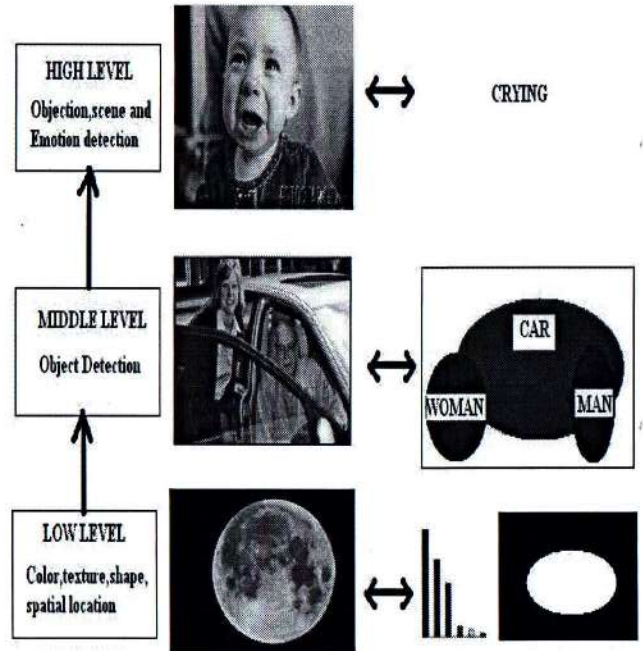 HIGH LEVEL
Objection,scene and
Emotion detection
CRYING
MIDDLE LEVEL
Object Detection
CAR
WOMAN
MAN
LOW LEVEL
Color,texture,shape,
spatial location